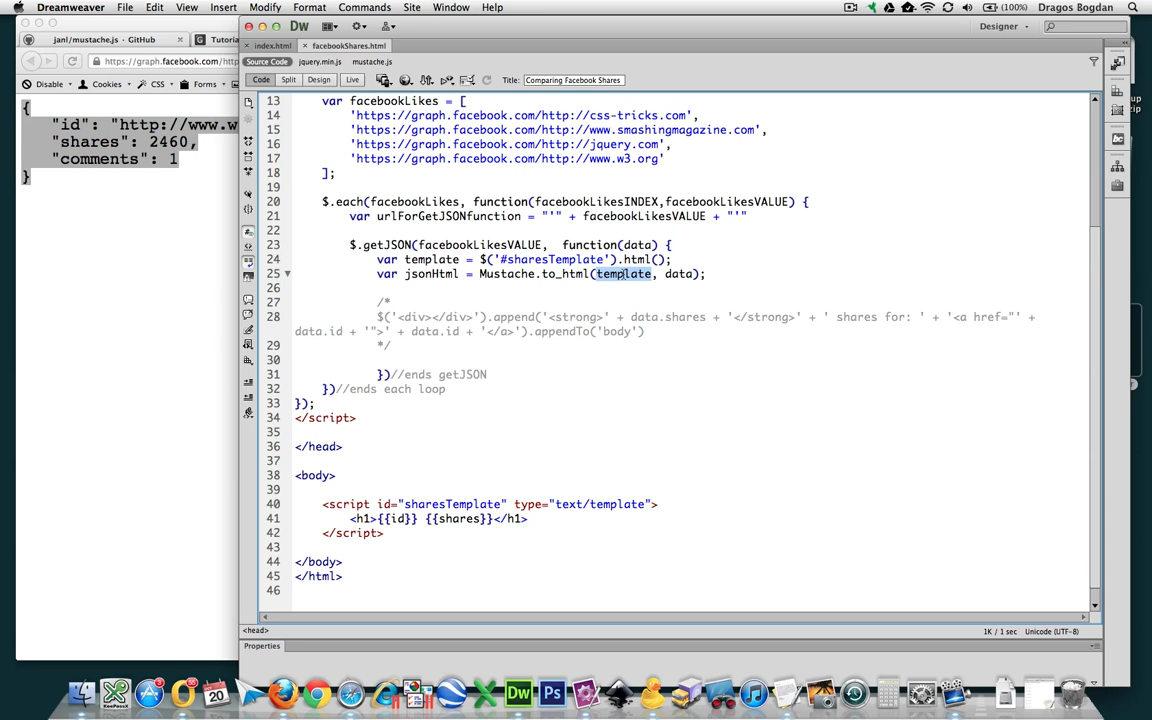 Dreamweaver File Edit View Insert Modify Format Commands Site Window Help (100%) Dragos Bogdan
Dw Designer
janl/mustache.js · GitHub
Tutoria
index.html facebookShares.html
https://graph.facebook.com/http
Source Code jquery.min.js mustache.js
Disable Cookies CSS Forms
Code Split Design Live Title: Comparing Facebook Shares
{
"id": "http://www.w
"shares": 2460,
"comments": 1
}
13 var facebookLikes = [
14 'https://graph.facebook.com/http://css-tricks.com',
15 'https://graph.facebook.com/http://www.smashingmagazine.com',
16 'https://graph.facebook.com/http://jquery.com',
17 'https://graph.facebook.com/http://www.w3.org'
18 ];
19
20 $.each(facebookLikes, function(facebookLikesINDEX,facebookLikesVALUE) {
21 var urlForGetJSONfunction = "'" + facebookLikesVALUE + "'"
22
23 $.getJSON(facebookLikesVALUE, function(data) {
24 var template = $('#sharesTemplate').html();
25 var jsonHtml = Mustache.to_html(template, data);
26
27 /*
28 $('<div></div>').append('<strong>' + data.shares + '</strong>' + ' shares for: ' + '<a href="' +
data.id + '">' + data.id + '</a>').appendTo('body')
29 */
30
31 })//ends getJSON
32 })//ends each loop
33 });
34 </script>
35
36 </head>
37
38 <body>
39
40 <script id="sharesTemplate" type="text/template">
41 <h1>{{id}} {{shares}}</h1>
42 </script>
43
44 </body>
45 </html>
46
<head> 1K / 1 sec Unicode (UTF-8)
Properties
20
Dw Ps